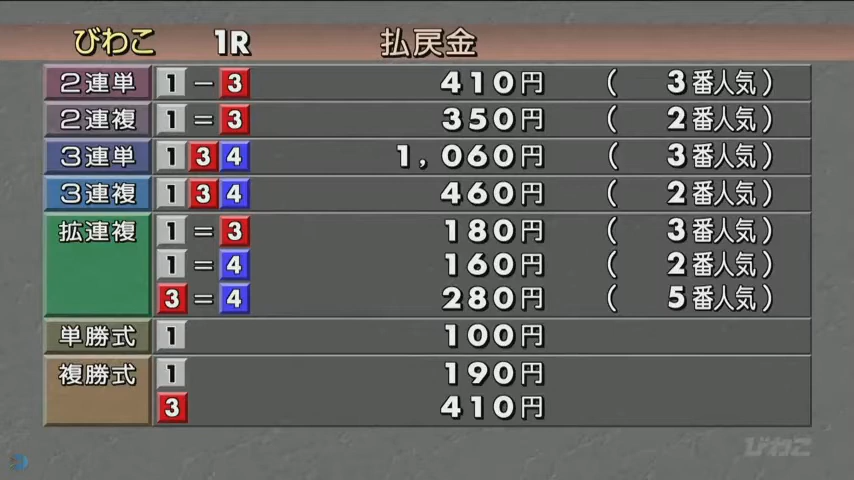 びわこ 1R 払戻金
2連単 1 － 3 410円 ( 3番人気)
2連複 1 = 3 350円 ( 2番人気)
3連単 1 3 4 1,060円 ( 3番人気)
3連複 1 3 4 460円 ( 2番人気)
拡連複 1 = 3 180円 ( 3番人気)
1 = 4 160円 ( 2番人気)
3 = 4 280円 ( 5番人気)
単勝式 1 100円
複勝式 1 190円
3 410円
びわこ